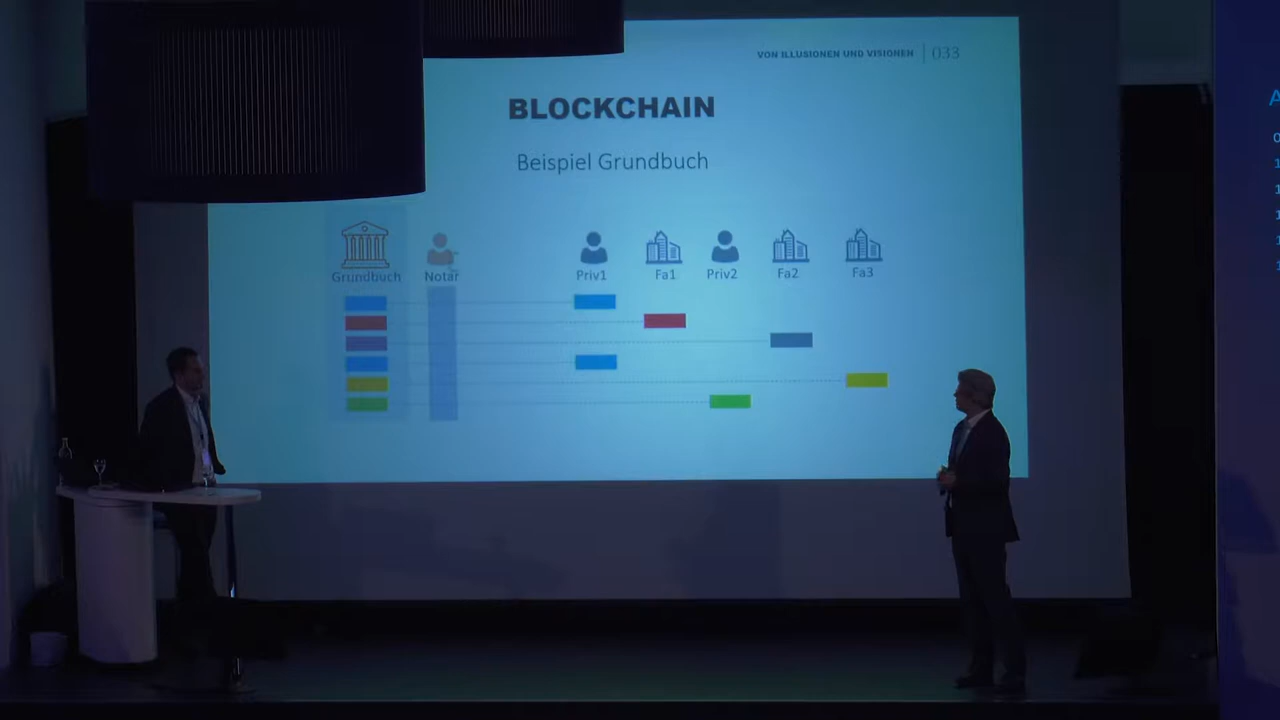 VON ILLUSIONEN UND VISIONEN | 033
BLOCKCHAIN
Beispiel Grundbuch
Grundbuch Notar Priv1 Fa1 Priv2 Fa2 Fa3